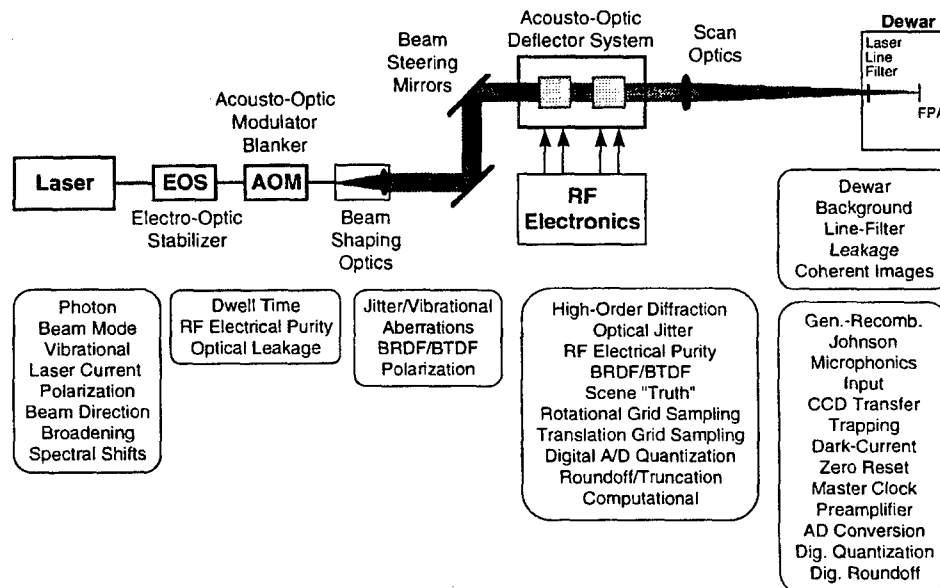 Dewar
Laser
Line
Filter
FPA
Acousto-Optic
Deflector System
Scan
Optics
Beam
Steering
Mirrors
Acousto-Optic
Modulator
Blanker
Laser
EOS
AOM
Electro-Optic
Stabilizer
Beam
Shaping
Optics
RF
Electronics
Dewar
Background
Line-Filter
Leakage
Coherent Images
Photon
Beam Mode
Vibrational
Laser Current
Polarization
Beam Direction
Broadening
Spectral Shifts
Dwell Time
RF Electrical Purity
Optical Leakage
Jitter/Vibrational
Aberrations
BRDF/BTDF
Polarization
High-Order Diffraction
Optical Jitter
RF Electrical Purity
BRDF/BTDF
Scene "Truth"
Rotational Grid Sampling
Translation Grid Sampling
Digital A/D Quantization
Roundoff/Truncation
Computational
Gen.-Recomb.
Johnson
Microphonics
Input
CCD Transfer
Trapping
Dark-Current
Zero Reset
Master Clock
Preamplifier
AD Conversion
Dig. Quantization
Dig. Roundoff